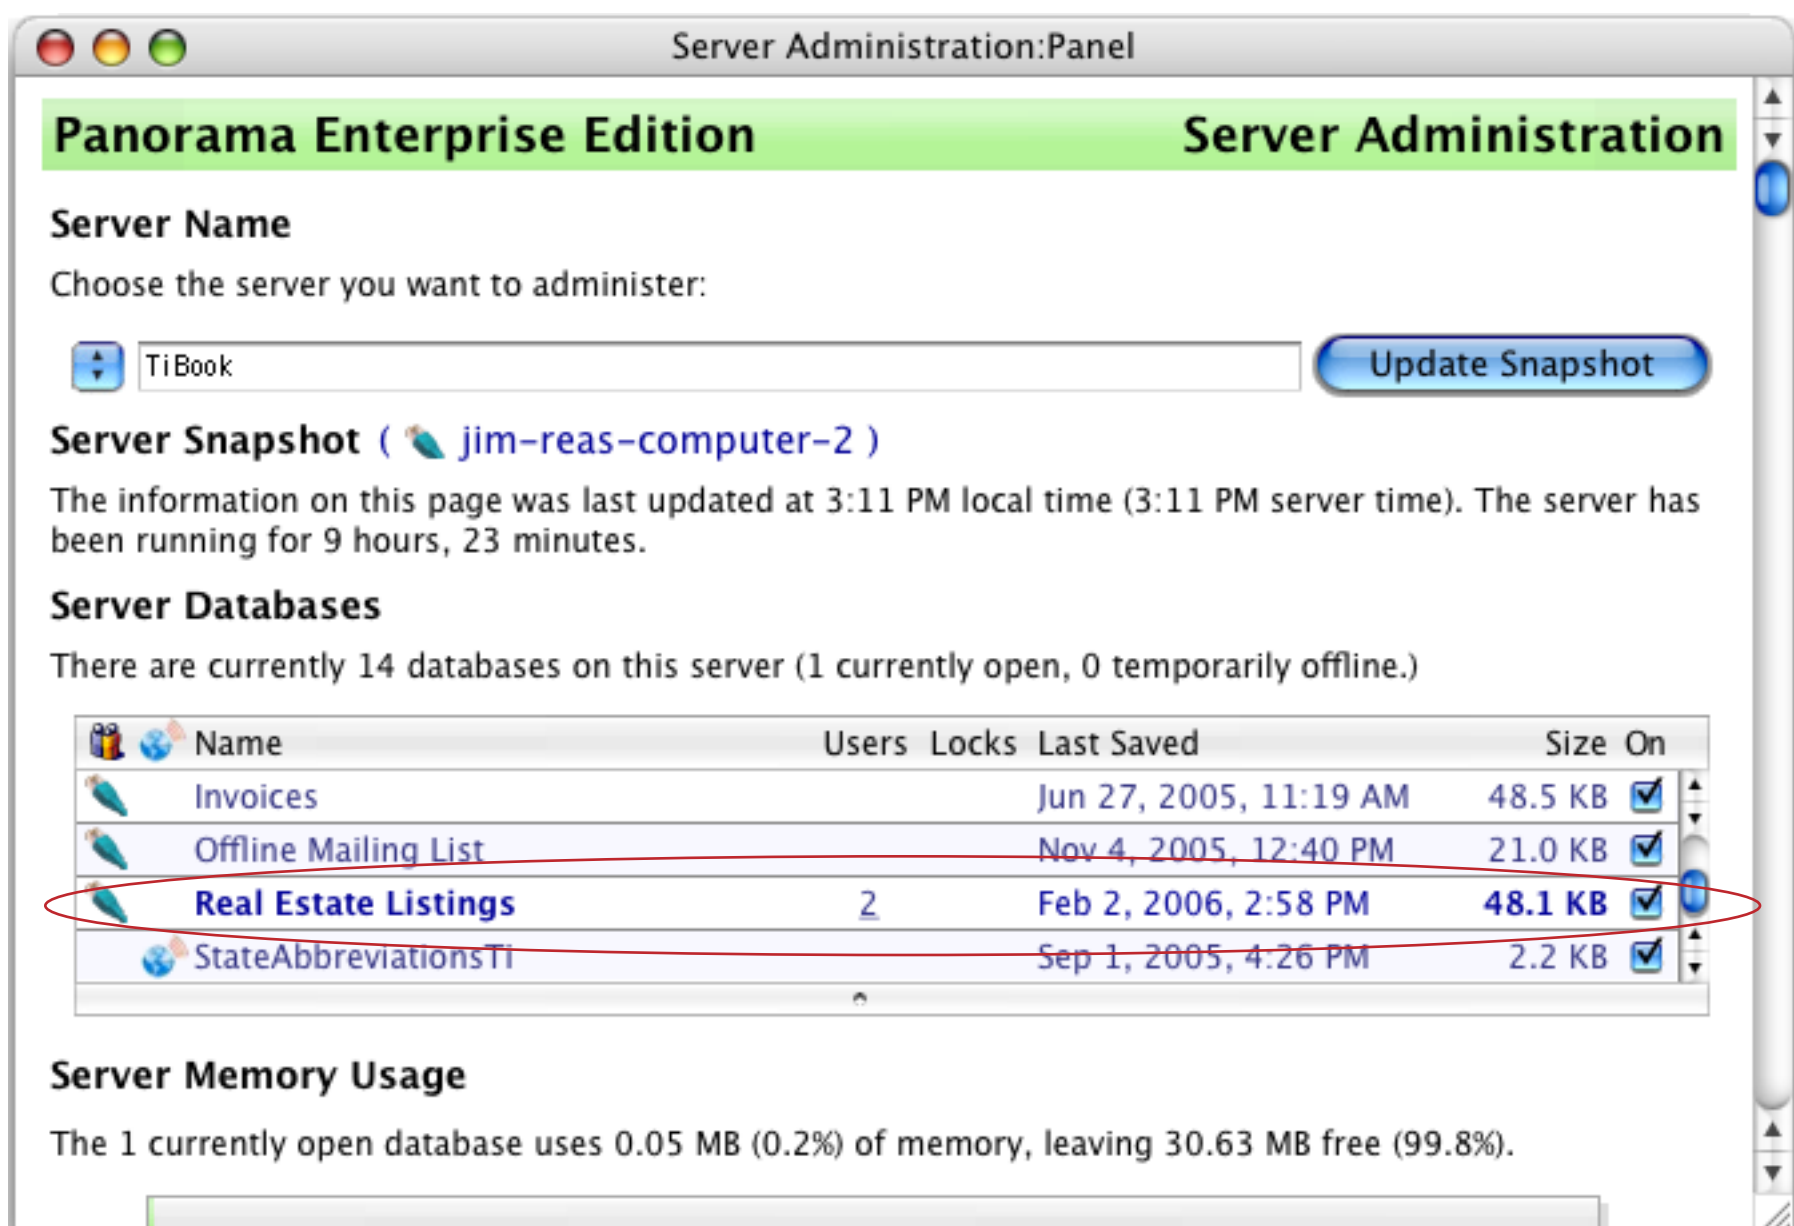 Server Administration:Panel
Panorama Enterprise Edition Server Administration
Server Name
Choose the server you want to administer:
TiBook Update Snapshot
Server Snapshot ( jim-reas-computer-2 )
The information on this page was last updated at 3:11 PM local time (3:11 PM server time). The server has
been running for 9 hours, 23 minutes.
Server Databases
There are currently 14 databases on this server (1 currently open, 0 temporarily offline.)
Name Users Locks Last Saved Size On
Invoices Jun 27, 2005, 11:19 AM 48.5 KB
Offline Mailing List Nov 4, 2005, 12:40 PM 21.0 KB
Real Estate Listings 2 Feb 2, 2006, 2:58 PM 48.1 KB
StateAbbreviationsTi Sep 1, 2005, 4:26 PM 2.2 KB
Server Memory Usage
The 1 currently open database uses 0.05 MB (0.2%) of memory, leaving 30.63 MB free (99.8%).